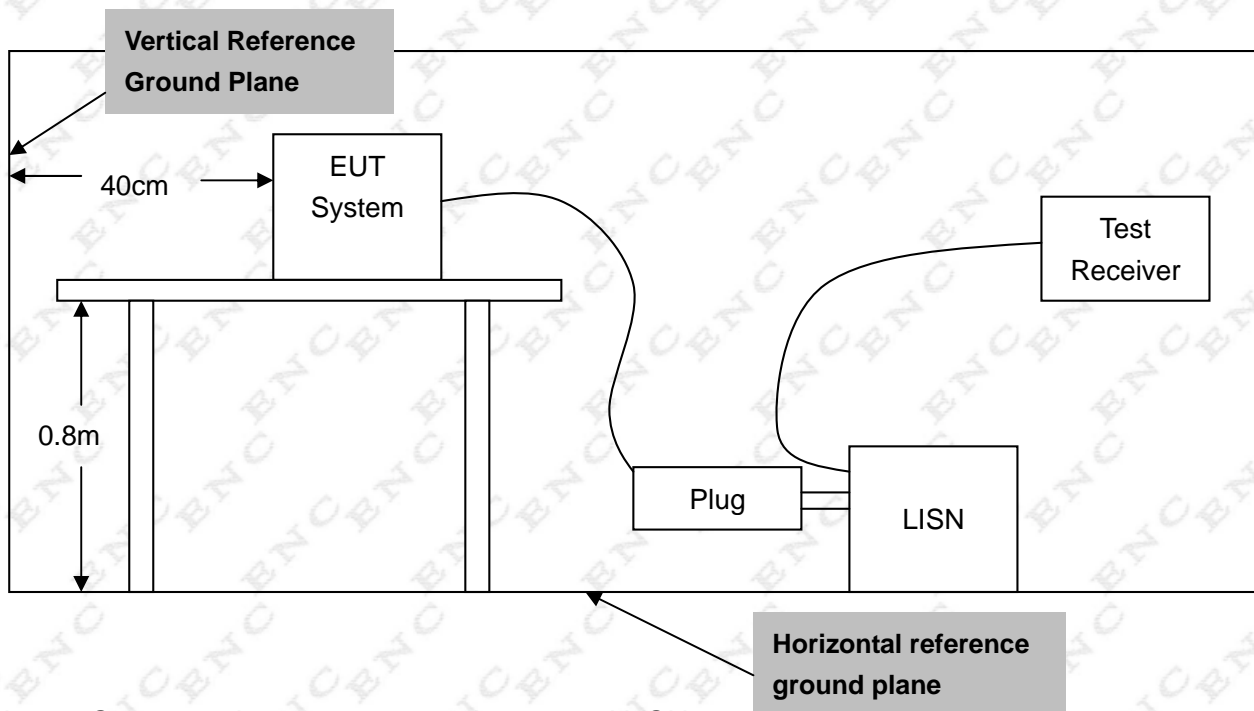 Vertical Reference
Ground Plane
EUT
System
40cm
Test
Receiver
0.8m
Plug
LISN
Horizontal reference
ground plane